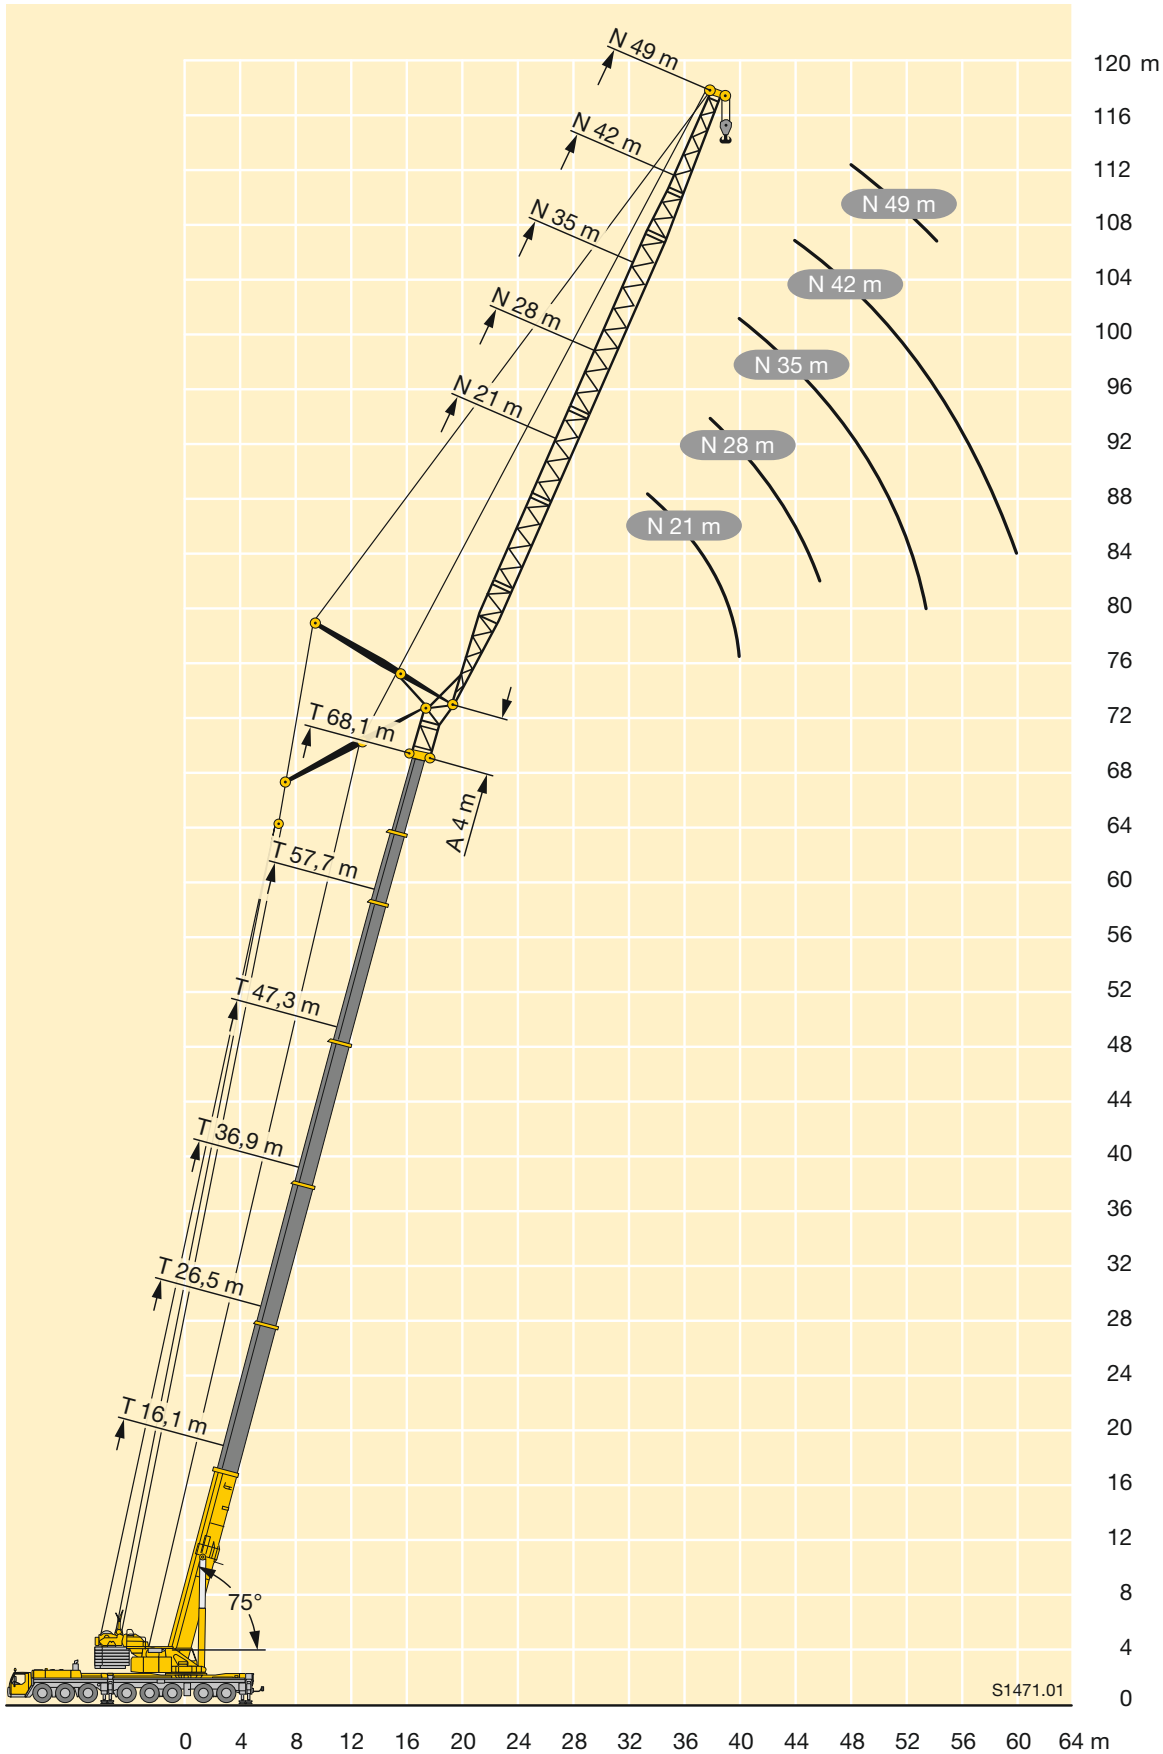 N 49 m
120 m
116
N 42 m
112
N 49 m
N 35 m
108
104
N 42 m
N 28 m
100
N 35 m
96
N 21 m
92
N 28 m
88
N 21 m
84
80
76
72
T 68,1 m
68
A 4 m
64
T 57,7 m
60
56
T 47,3 m
52
48
44
T 36,9 m
40
36
T 26,5 m
32
28
24
T 16,1 m
20
16
12
75°
8
4
S1471.01
0
0 4 8 12 16 20 24 28 32 36 40 44 48 52 56 60 64 m